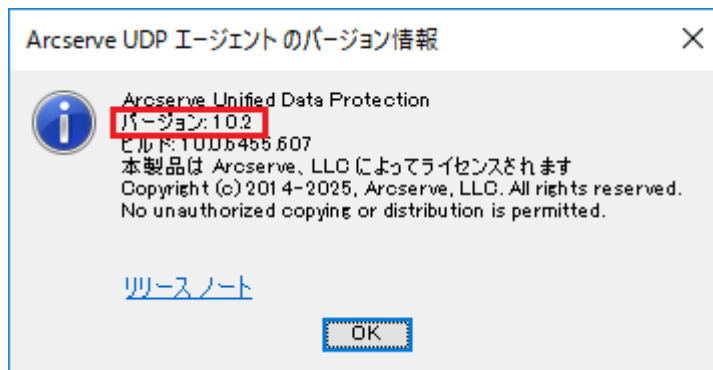 Arcserve UDP エージェント のバージョン情報
Arcserve Unified Data Protection
バージョン: 10.2
ビルド: 10.0.6455.607
本製品は Arcserve、LLC によってライセンスされます
Copyright (c) 2014-2025, Arcserve, LLC. All rights reserved.
No unauthorized copying or distribution is permitted.
リリース ノート
OK